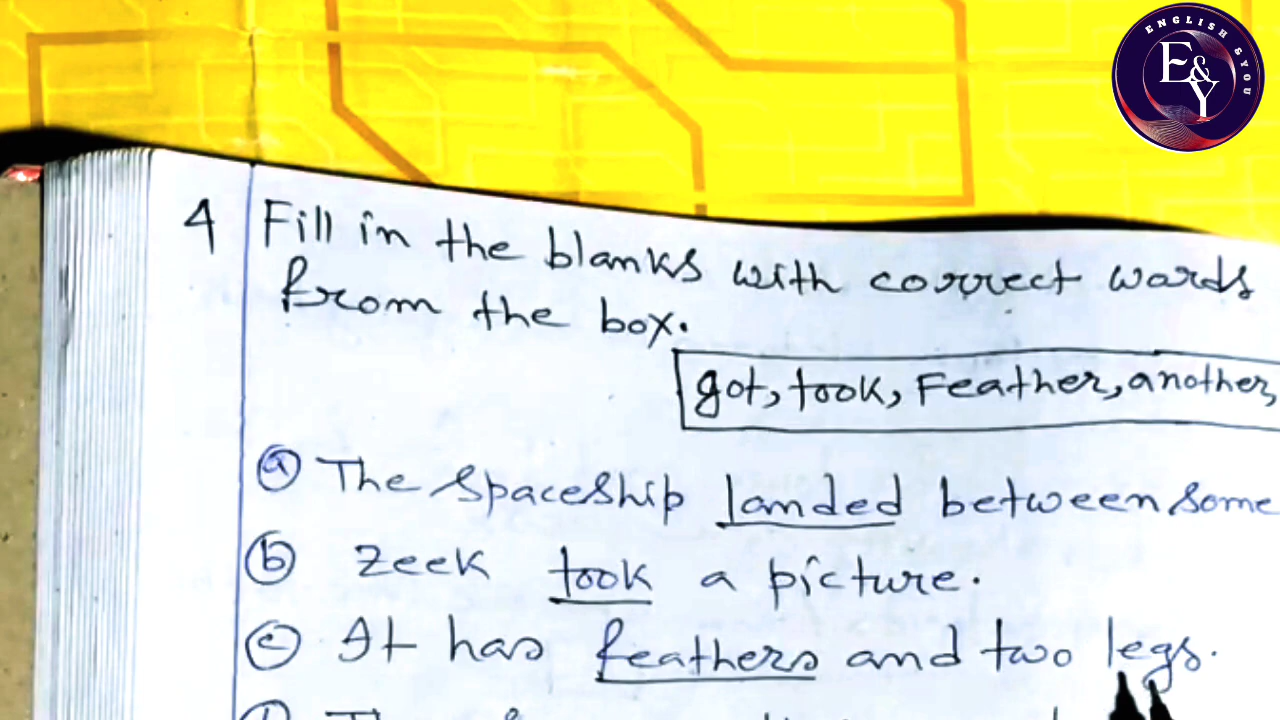 ENGLISH &YOU
E&Y
4 Fill in the blanks with correct words
from the box.
got, took, Feather, another,
(a) The spaceship landed between some
(b) Zeek took a picture.
(c) It has feathers and two legs.